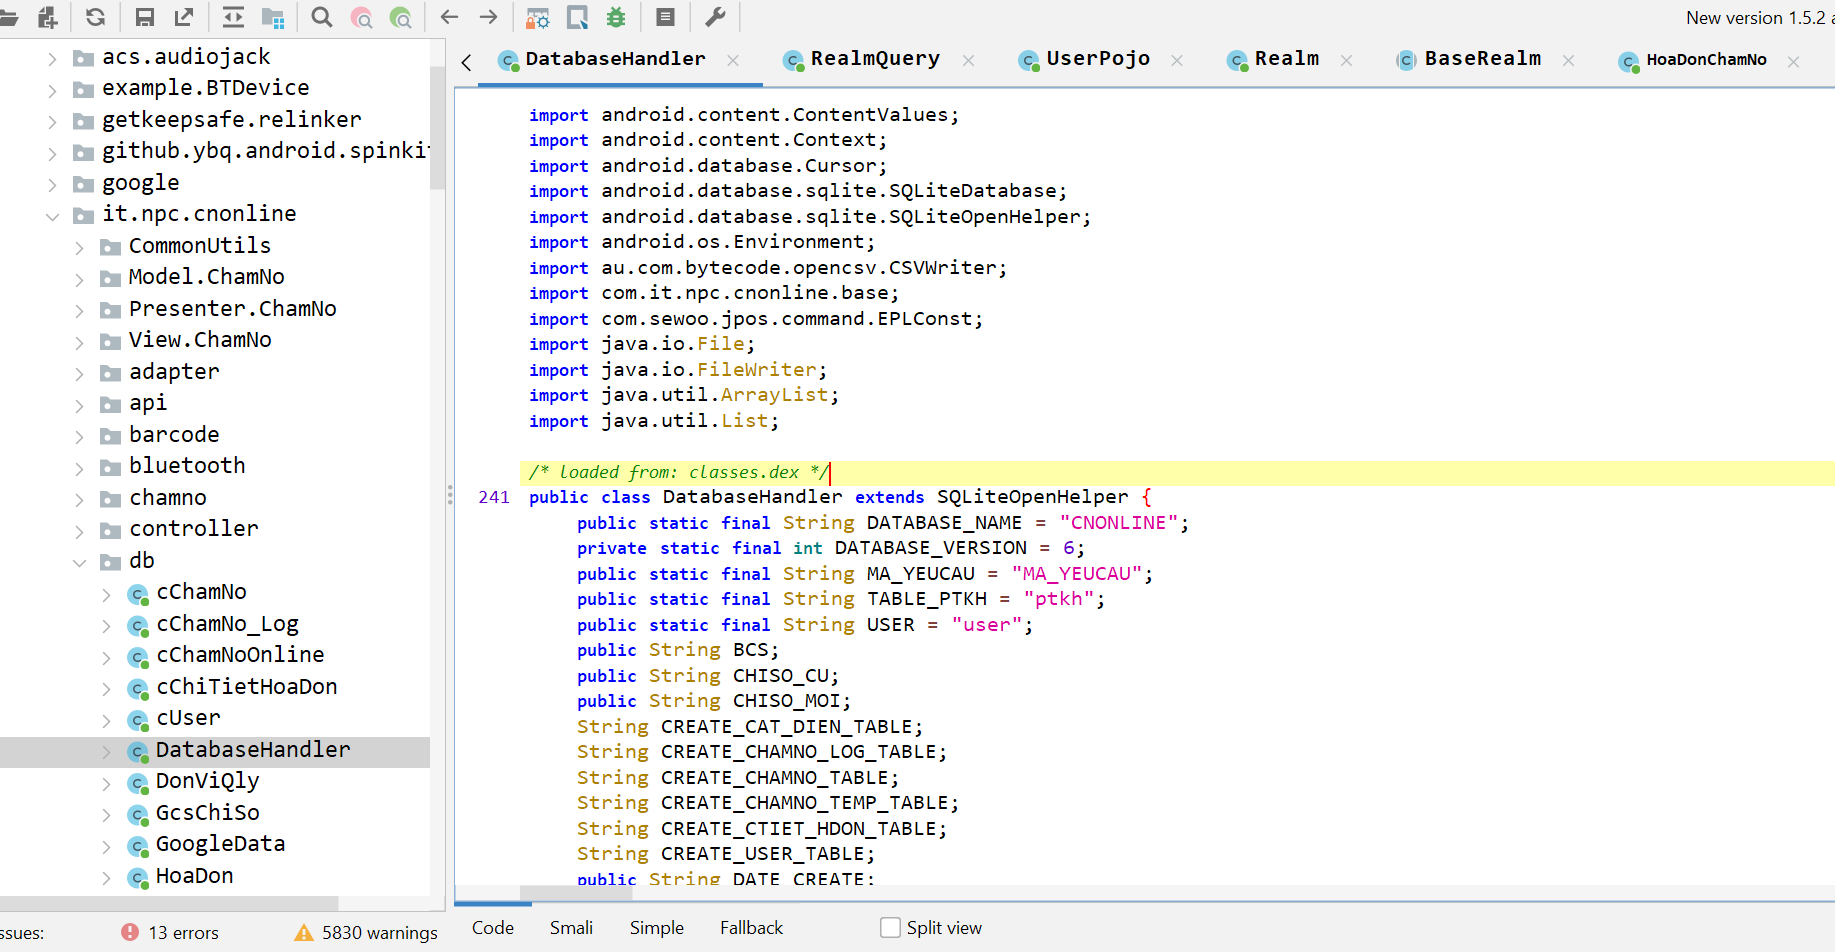 New version 1.5.2
acs.audiojack
example.BTDevice
getkeepsafe.relinker
github.ybq.android.spinki
google
it.npc.cnonline
CommonUtils
Model.ChamNo
Presenter.ChamNo
View.ChamNo
adapter
api
barcode
bluetooth
chamno
controller
db
cChamNo
cChamNo_Log
cChamNoOnline
cChiTietHoaDon
cUser
DatabaseHandler
DonViQly
GcsChiSo
GoogleData
HoaDon
ssues:
13 errors
5830 warnings
DatabaseHandler
RealmQuery
UserPojo
Realm
BaseRealm
HoaDonChamNo
import android.content.ContentValues;
import android.content.Context;
import android.database.Cursor;
import android.database.sqlite.SQLiteDatabase;
import android.database.sqlite.SQLiteOpenHelper;
import android.os.Environment;
import au.com.bytecode.opencsv.CSVWriter;
import com.it.npc.cnonline.base;
import com.sewoo.jpos.command.EPLConst;
import java.io.File;
import java.io.FileWriter;
import java.util.ArrayList;
import java.util.List;
/* loaded from: classes.dex */
241 public class DatabaseHandler extends SQLiteOpenHelper {
public static final String DATABASE_NAME = "CNONLINE";
private static final int DATABASE_VERSION = 6;
public static final String MA_YEUCAU = "MA_YEUCAU";
public static final String TABLE_PTKH = "ptkh";
public static final String USER = "user";
public String BCS;
public String CHISO_CU;
public String CHISO_MOI;
String CREATE_CAT_DIEN_TABLE;
String CREATE_CHAMNO_LOG_TABLE;
String CREATE_CHAMNO_TABLE;
String CREATE_CHAMNO_TEMP_TABLE;
String CREATE_CTIET_HDON_TABLE;
String CREATE_USER_TABLE;
public String DATE_CREATE;
Code
Smali
Simple
Fallback
Split view